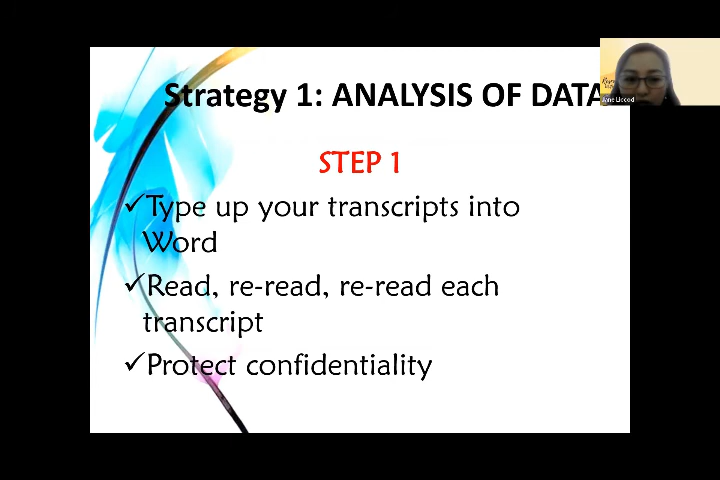 Strategy 1: ANALYSIS OF DATA
STEP 1
✓Type up your transcripts into
Word
✓Read, re-read, re-read each
transcript
✓Protect confidentiality